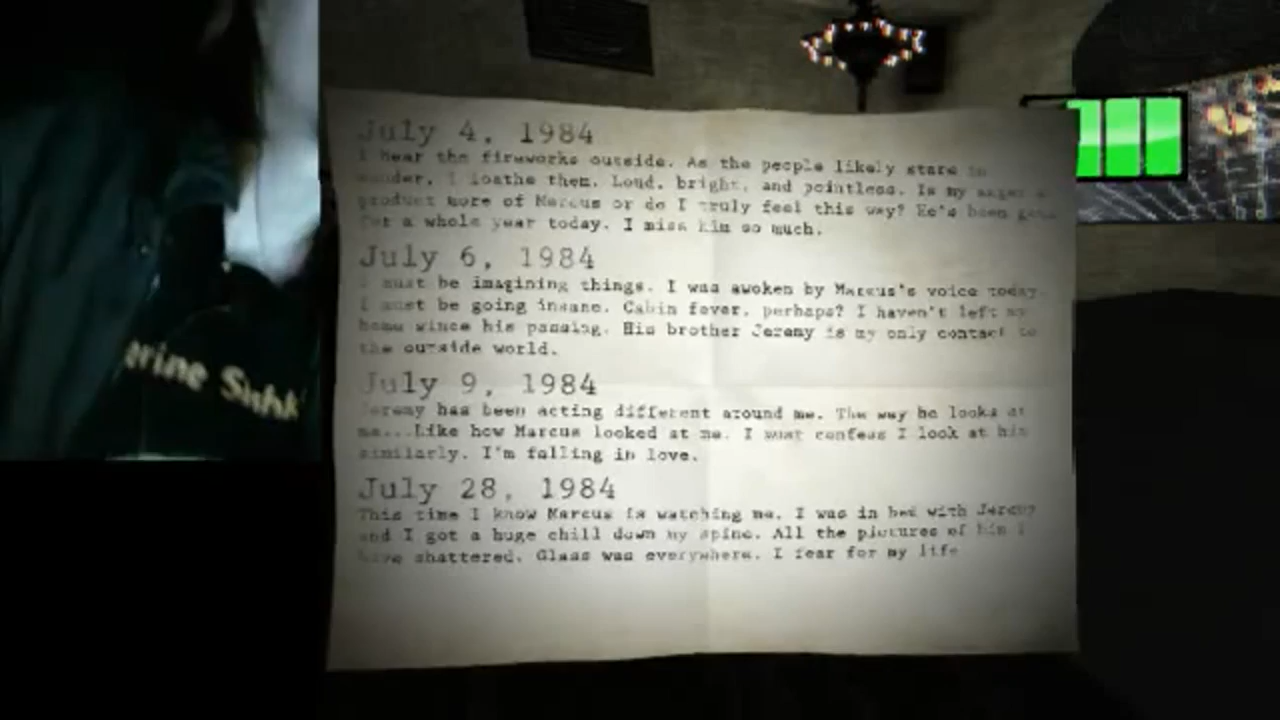 July 4, 1984
I hear the fireworks outside. As the people likely stare in
wonder, I loathe them. Loud, bright, and pointless. Is my anger a
product more of Marcus or do I truly feel this way? He's been gone
for a whole year today. I miss him so much.
July 6, 1984
I must be imagining things. I was awoken by Marcus's voice today.
I must be going insane. Cabin fever, perhaps? I haven't left my
home since his passing. His brother Jeremy is my only contact to
the outside world.
July 9, 1984
Jeremy has been acting different around me. The way he looks at
me...Like how Marcus looked at me. I must confess I look at him
similarly. I'm falling in love.
July 28, 1984
This time I know Marcus is watching me. I was in bed with Jeremy
and I got a huge chill down my spine. All the pictures of him I
have shattered. Glass was everywhere. I fear for my life